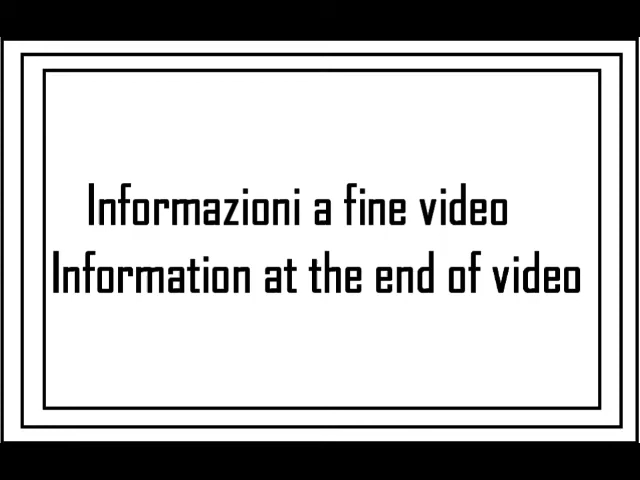 Informazioni a fine video
Information at the end of video